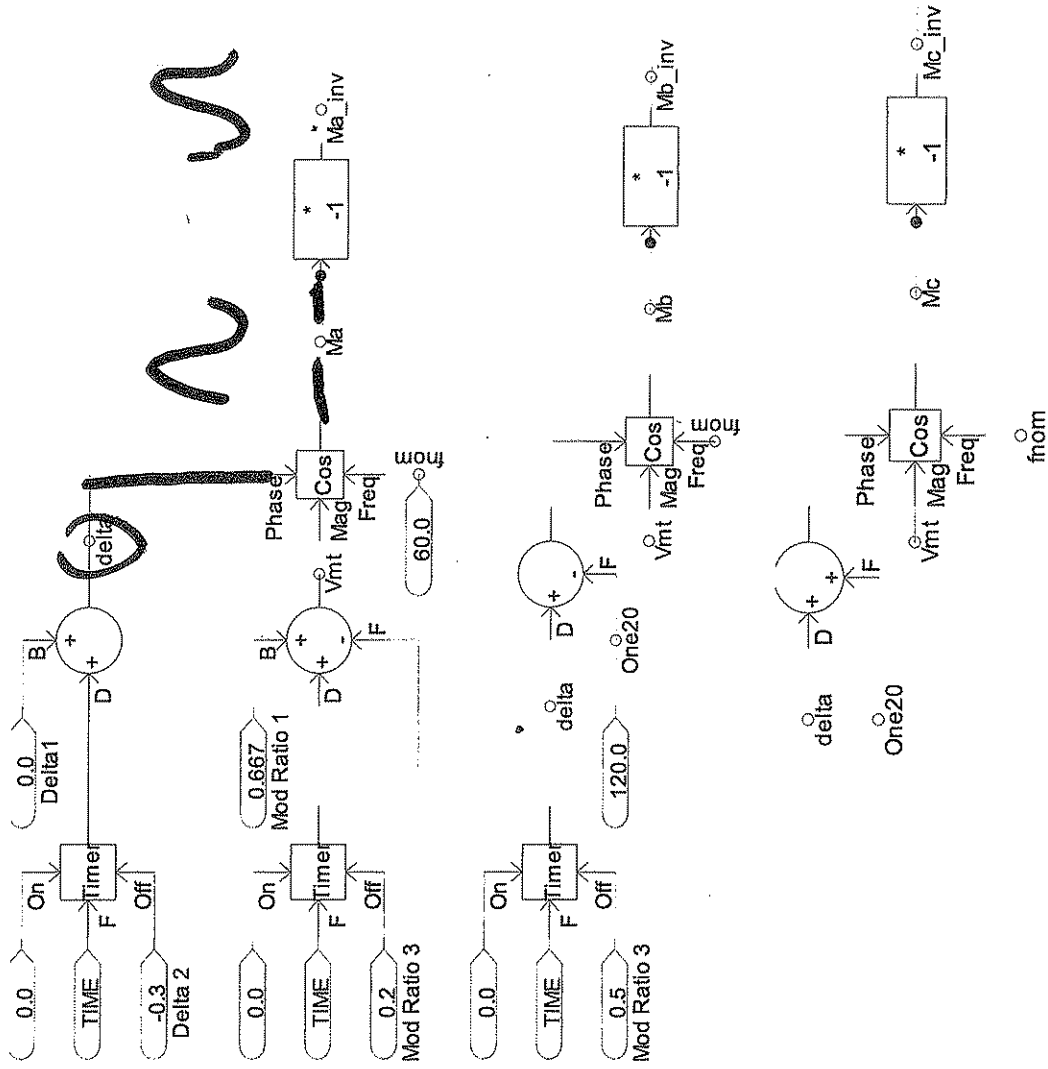 0.0
On
TIME
F
Timer
Off
-0.3
Delta 2
0.0
Delta1
B
+
+
D
delta
Phase
Cos
Mag
Freq
Ma
*
-1
Ma_inv
0.0
On
TIME
Timer
Off
0.2
Mod Ratio 3
0.667
Mod Ratio 1
B
+
+
-
D
F
Vmt
60.0
fnom
0.0
On
TIME
F
Timer
Off
0.5
Mod Ratio 3
120.0
One20
delta
D
+
-
F
Phase
Cos
Vmt
Mag
Freq
fnom
Mb
*
-1
Mb_inv
delta
One20
D
+
+
F
Phase
Cos
Vmt
Mag
Freq
fnom
Mc
*
-1
Mc_inv